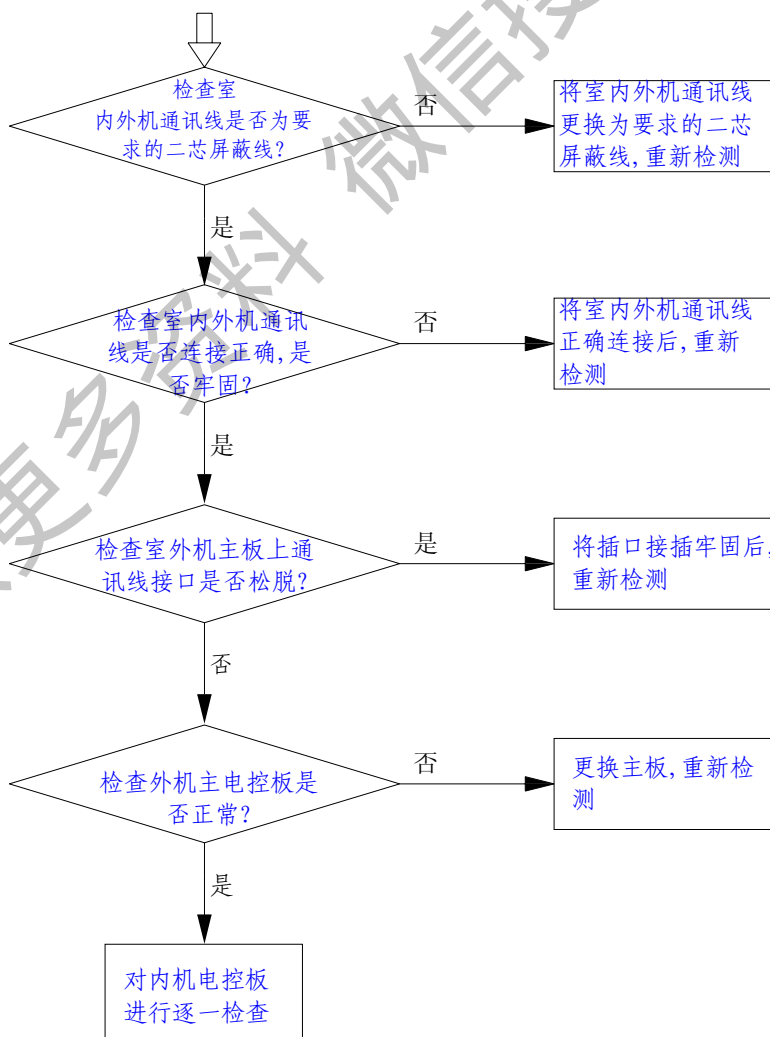 检查室
内外机通讯线是否为要
求的二芯屏蔽线?
否
将室内外机通讯线
更换为要求的二芯
屏蔽线,重新检测
是
检查室内外机通讯
线是否连接正确,是
否牢固?
否
将室内外机通讯线
正确连接后,重新
检测
是
检查室外机主板上通
讯线接口是否松脱?
是
将插口接插牢固后,
重新检测
否
检查外机主电控板是
否正常?
否
更换主板,重新检
测
是
对内机电控板
进行逐一检查
更多资料 微信搜